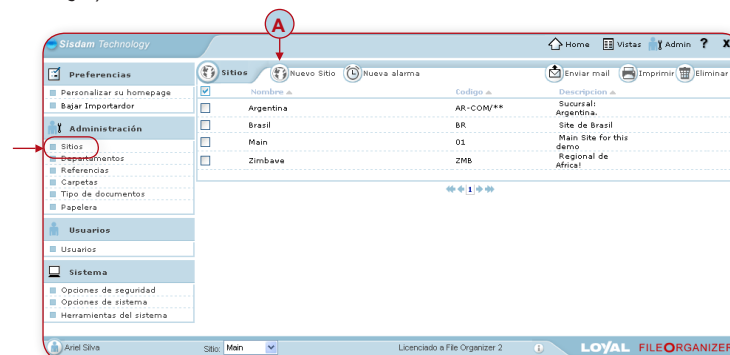 A
Sisdam Technology
Home Vistas Admin ? X
Preferencias
Personalizar su homepage
Bajar Importardor
Administración
Sitios
Departamentos
Referencias
Carpetas
Tipo de documentos
Papelera
Usuarios
Usuarios
Sistema
Opciones de seguridad
Opciones de sistema
Herramientas del sistema
Sitios Nuevo Sitio Nueva alarma Enviar mail Imprimir Eliminar
Nombre Codigo Descripcion
Argentina AR-COM/** Sucursal:
Argentina.
Brasil BR Site de Brasil
Main 01 Main Site for this
demo
Zimbave ZMB Regional de
Africa!
1
Ariel Silva Sitio: Main Licenciado a File Organizer 2 LOYAL FILEORGANIZER